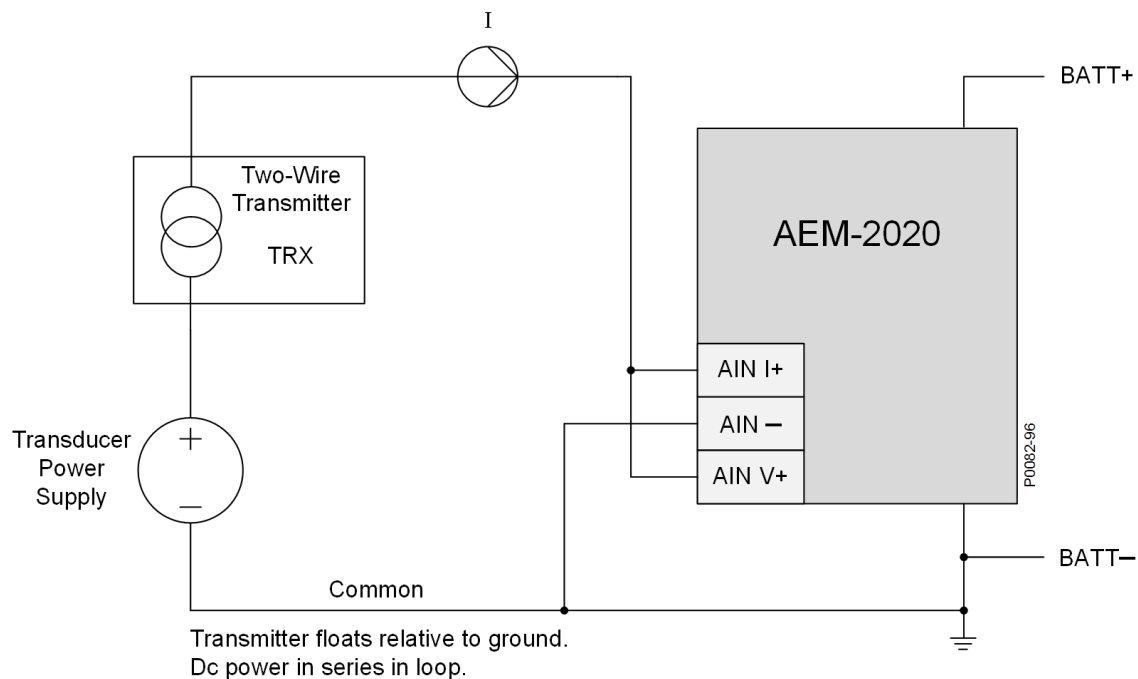 I
BATT+
Two-Wire
Transmitter
TRX
AEM-2020
AIN I+
AIN –
AIN V+
Transducer
Power
Supply
+
–
P0082-96
BATT–
Common
Transmitter floats relative to ground.
Dc power in series in loop.